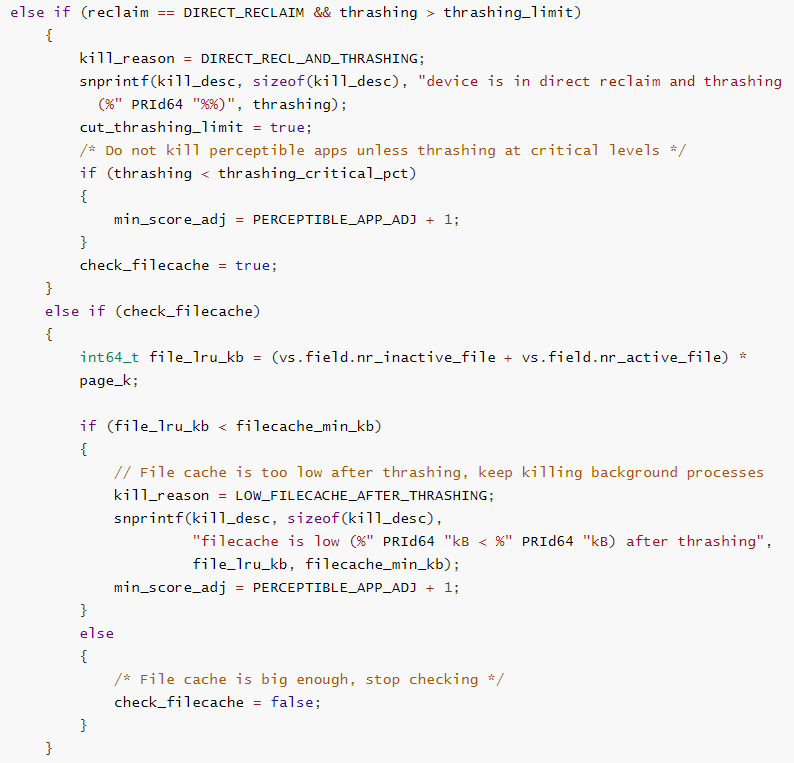 else if (reclaim == DIRECT_RECLAIM && thrashing > thrashing_limit)
    {
        kill_reason = DIRECT_RECL_AND_THRASHING;
        snprintf(kill_desc, sizeof(kill_desc), "device is in direct reclaim and thrashing
          (%" PRId64 "%%)", thrashing);
        cut_thrashing_limit = true;
        /* Do not kill perceptible apps unless thrashing at critical levels */
        if (thrashing < thrashing_critical_pct)
        {
            min_score_adj = PERCEPTIBLE_APP_ADJ + 1;
        }
        check_filecache = true;
    }
    else if (check_filecache)
    {
        int64_t file_lru_kb = (vs.field.nr_inactive_file + vs.field.nr_active_file) *
        page_k;

        if (file_lru_kb < filecache_min_kb)
        {
            // File cache is too low after thrashing, keep killing background processes
            kill_reason = LOW_FILECACHE_AFTER_THRASHING;
            snprintf(kill_desc, sizeof(kill_desc),
                     "filecache is low (%" PRId64 "kB < %" PRId64 "kB) after thrashing",
                     file_lru_kb, filecache_min_kb);
            min_score_adj = PERCEPTIBLE_APP_ADJ + 1;
        }
        else
        {
            /* File cache is big enough, stop checking */
            check_filecache = false;
        }
    }